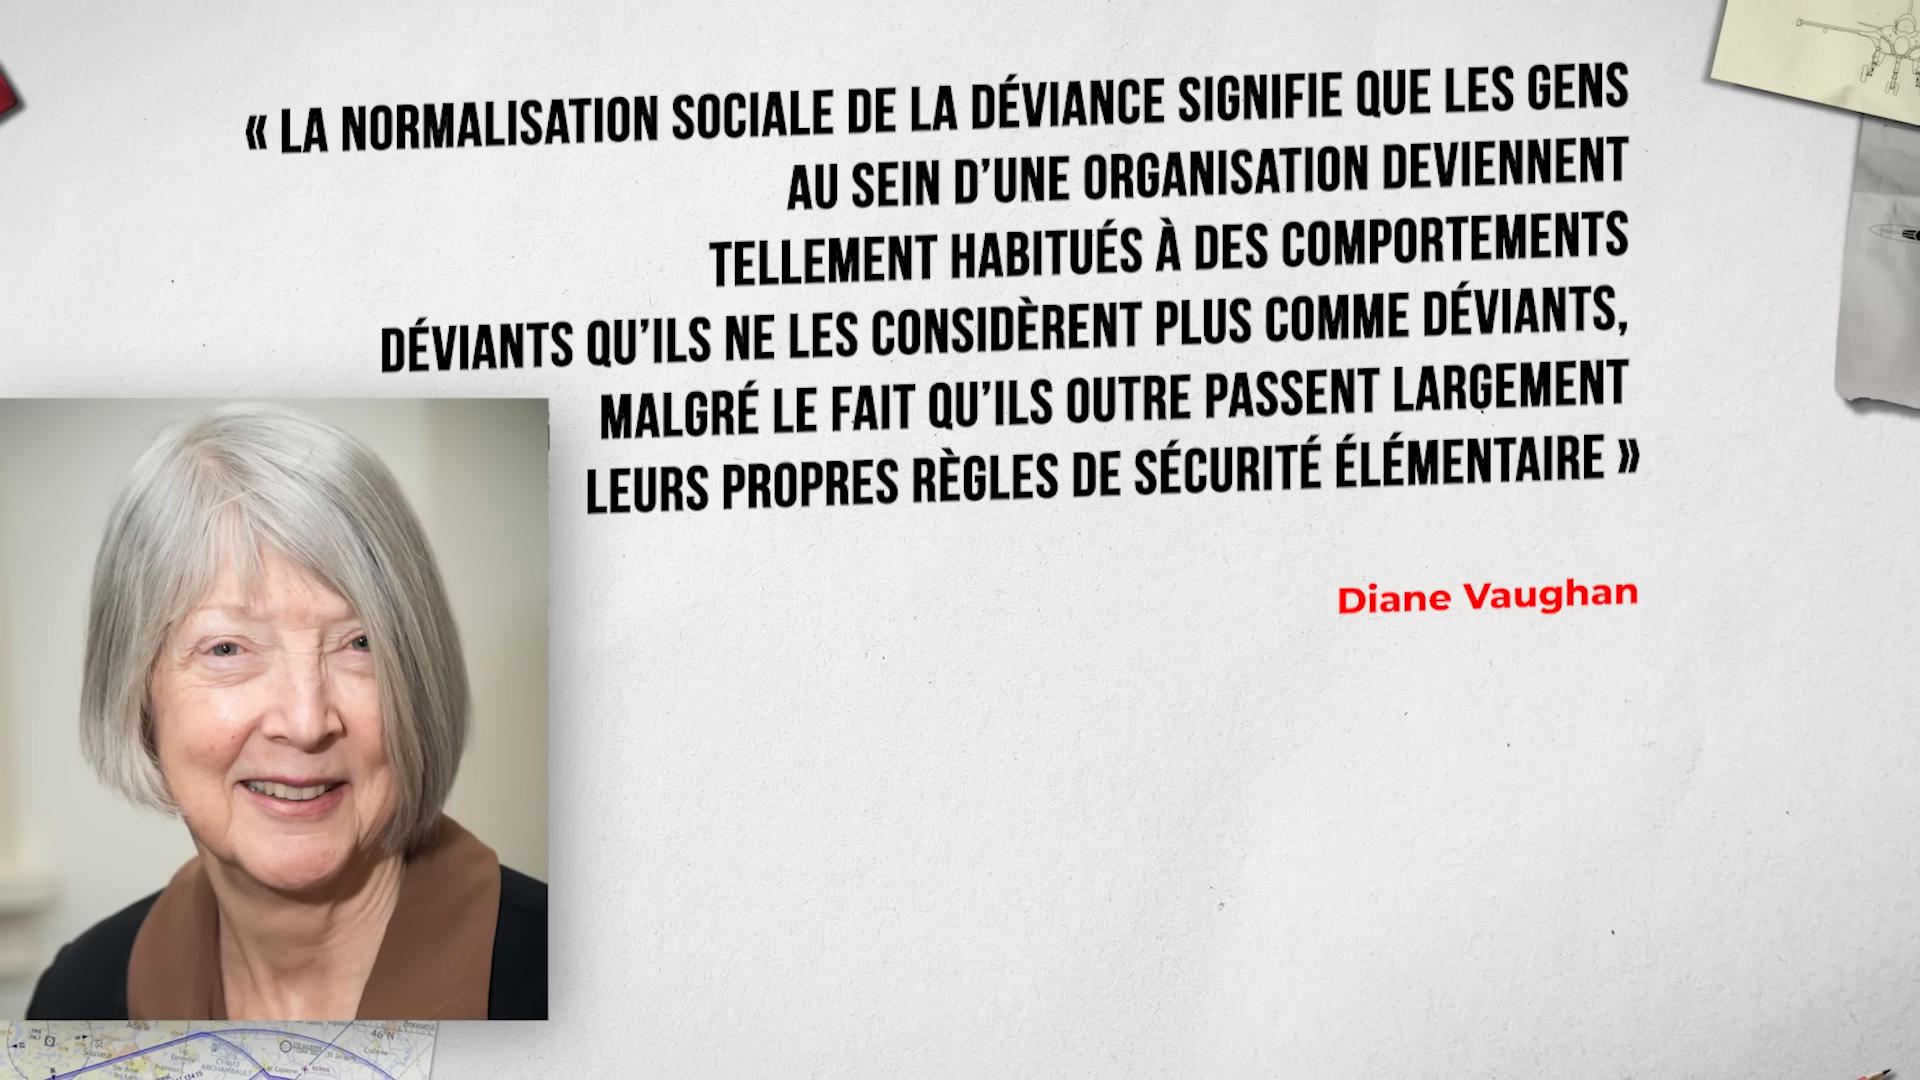 « LA NORMALISATION SOCIALE DE LA DÉVIANCE SIGNIFIE QUE LES GENS
AU SEIN D’UNE ORGANISATION DEVIENNENT
TELLEMENT HABITUÉS À DES COMPORTEMENTS
DÉVIANTS QU’ILS NE LES CONSIDÈRENT PLUS COMME DÉVIANTS,
MALGRÉ LE FAIT QU’ILS OUTRE PASSENT LARGEMENT
LEURS PROPRES RÈGLES DE SÉCURITÉ ÉLÉMENTAIRE »
Diane Vaughan
46°N
ARCHAMBAULT